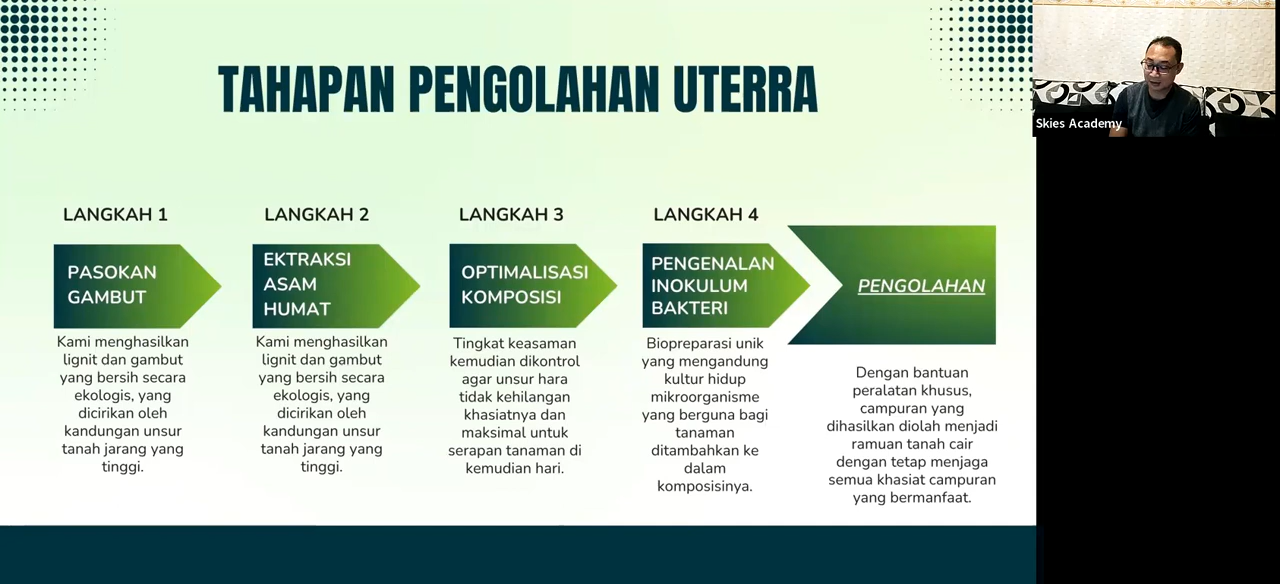 TAHAPAN PENGOLAHAN UTERRA
Skies Academy
LANGKAH 1
PASOKAN
GAMBUT
Kami menghasilkan
lignit dan gambut
yang bersih secara
ekologis, yang
dicirikan oleh
kandungan unsur
tanah jarang yang
tinggi.
LANGKAH 2
EKTRAKSI
ASAM
HUMAT
Kami menghasilkan
lignit dan gambut
yang bersih secara
ekologis, yang
dicirikan oleh
kandungan unsur
tanah jarang yang
tinggi.
LANGKAH 3
OPTIMALISASI
KOMPOSISI
Tingkat keasaman
kemudian dikontrol
agar unsur hara
tidak kehilangan
khasiatnya dan
maksimal untuk
serapan tanaman di
kemudian hari.
LANGKAH 4
PENGENALAN
INOKULUM
BAKTERI
Biopreparasi unik
yang mengandung
kultur hidup
mikroorganisme
yang berguna bagi
tanaman
ditambahkan ke
dalam
komposisinya.
PENGOLAHAN
Dengan bantuan
peralatan khusus,
campuran yang
dihasilkan diolah menjadi
ramuan tanah cair
dengan tetap menjaga
semua khasiat campuran
yang bermanfaat.